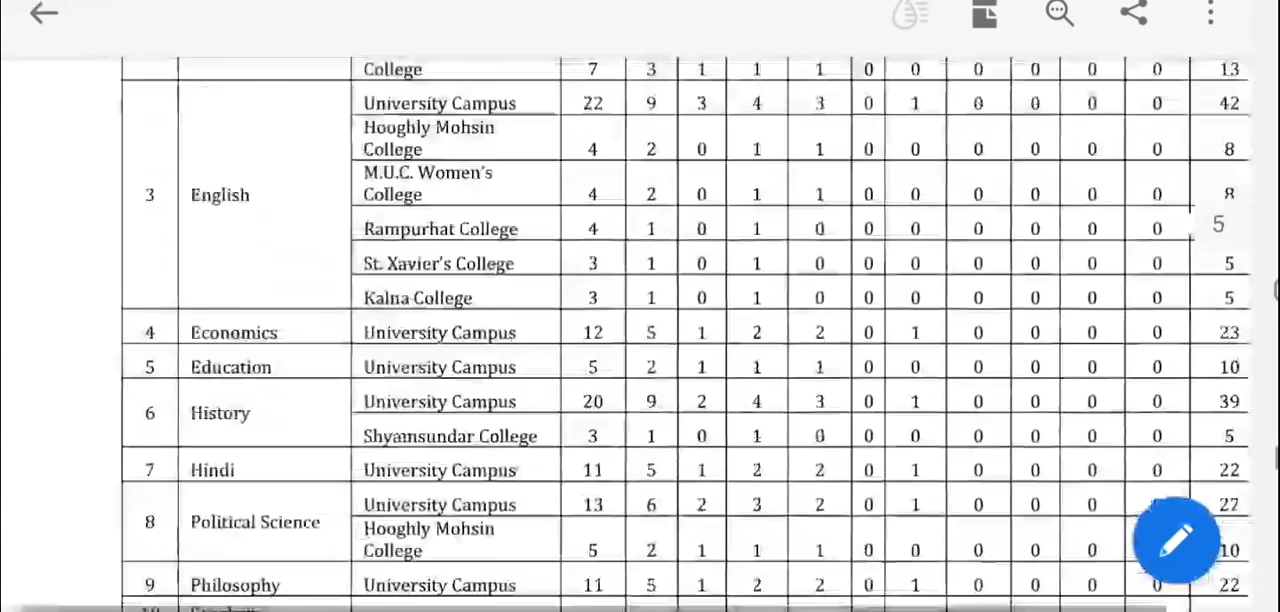 College 7 3 1 1 1 0 0 0 0 0 0 13
University Campus 22 9 3 4 3 0 1 0 0 0 0 42
Hooghly Mohsin
College 4 2 0 1 1 0 0 0 0 0 0 8
M.U.C. Women's
3 English College 4 2 0 1 1 0 0 0 0 0 0 8
Rampurhat College 4 1 0 1 0 0 0 0 0 0 0 5
St. Xavier's College 3 1 0 1 0 0 0 0 0 0 0 5
Kalna College 3 1 0 1 0 0 0 0 0 0 0 5
4 Economics University Campus 12 5 1 2 2 0 1 0 0 0 0 23
5 Education University Campus 5 2 1 1 1 0 0 0 0 0 0 10
6 History University Campus 20 9 2 4 3 0 1 0 0 0 0 39
Shyamsundar College 3 1 0 1 0 0 0 0 0 0 0 5
7 Hindi University Campus 11 5 1 2 2 0 1 0 0 0 0 22
8 Political Science University Campus 13 6 2 3 2 0 1 0 0 0 27
Hooghly Mohsin
College 5 2 1 1 1 0 0 0 0 0 10
9 Philosophy University Campus 11 5 1 2 2 0 1 0 0 0 0 22